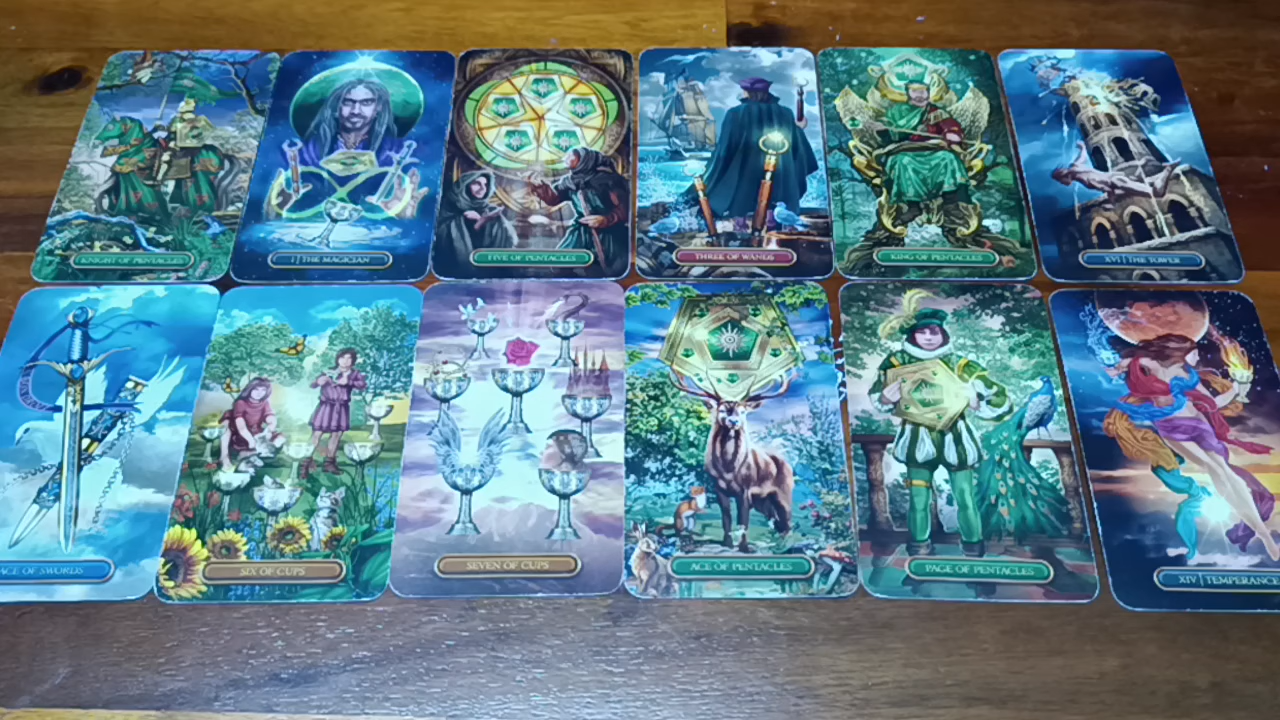 KNIGHT OF PENTACLES
I | THE MAGICIAN
FIVE OF PENTACLES
THREE OF WANDS
KING OF PENTACLES
XVI | THE TOWER
ACE OF SWORDS
SIX OF CUPS
SEVEN OF CUPS
ACE OF PENTACLES
PAGE OF PENTACLES
XIV | TEMPERANCE